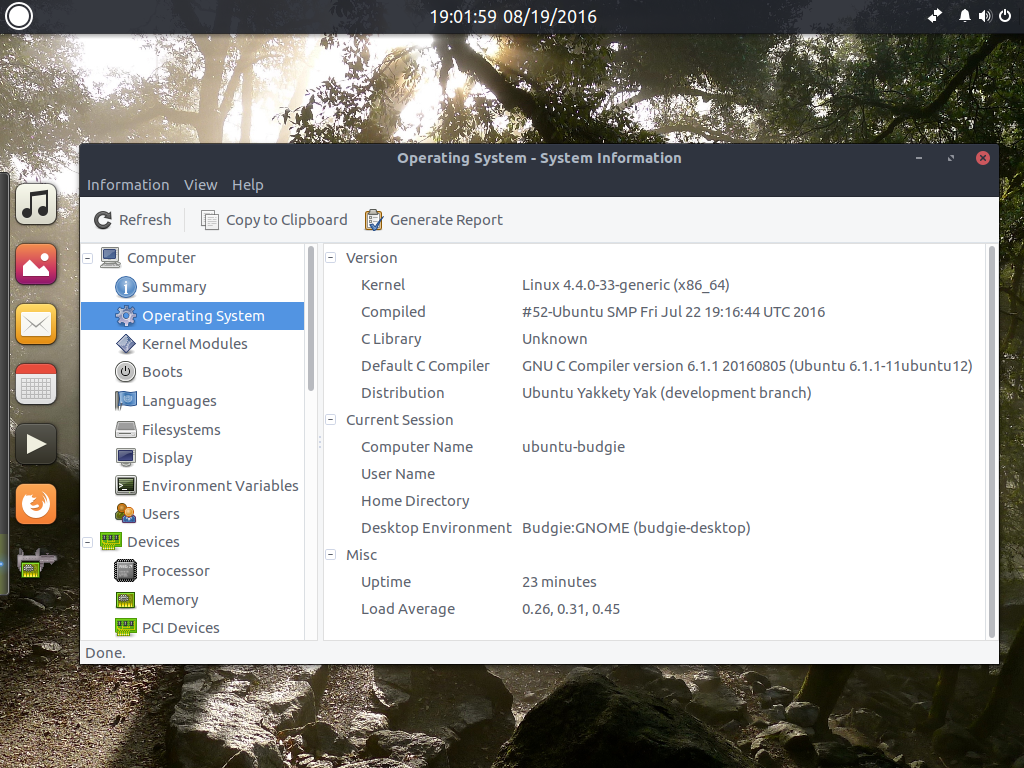 19:01:59 08/19/2016
Operating System - System Information
Information View Help
Refresh Copy to Clipboard Generate Report
Computer
Summary
Operating System
Kernel Modules
Boots
Languages
Filesystems
Display
Environment Variables
Users
Devices
Processor
Memory
PCI Devices
Version
Kernel Linux 4.4.0-33-generic (x86_64)
Compiled #52-Ubuntu SMP Fri Jul 22 19:16:44 UTC 2016
C Library Unknown
Default C Compiler GNU C Compiler version 6.1.1 20160805 (Ubuntu 6.1.1-11ubuntu12)
Distribution Ubuntu Yakkety Yak (development branch)
Current Session
Computer Name ubuntu-budgie
User Name
Home Directory
Desktop Environment Budgie:GNOME (budgie-desktop)
Misc
Uptime 23 minutes
Load Average 0.26, 0.31, 0.45
Done.